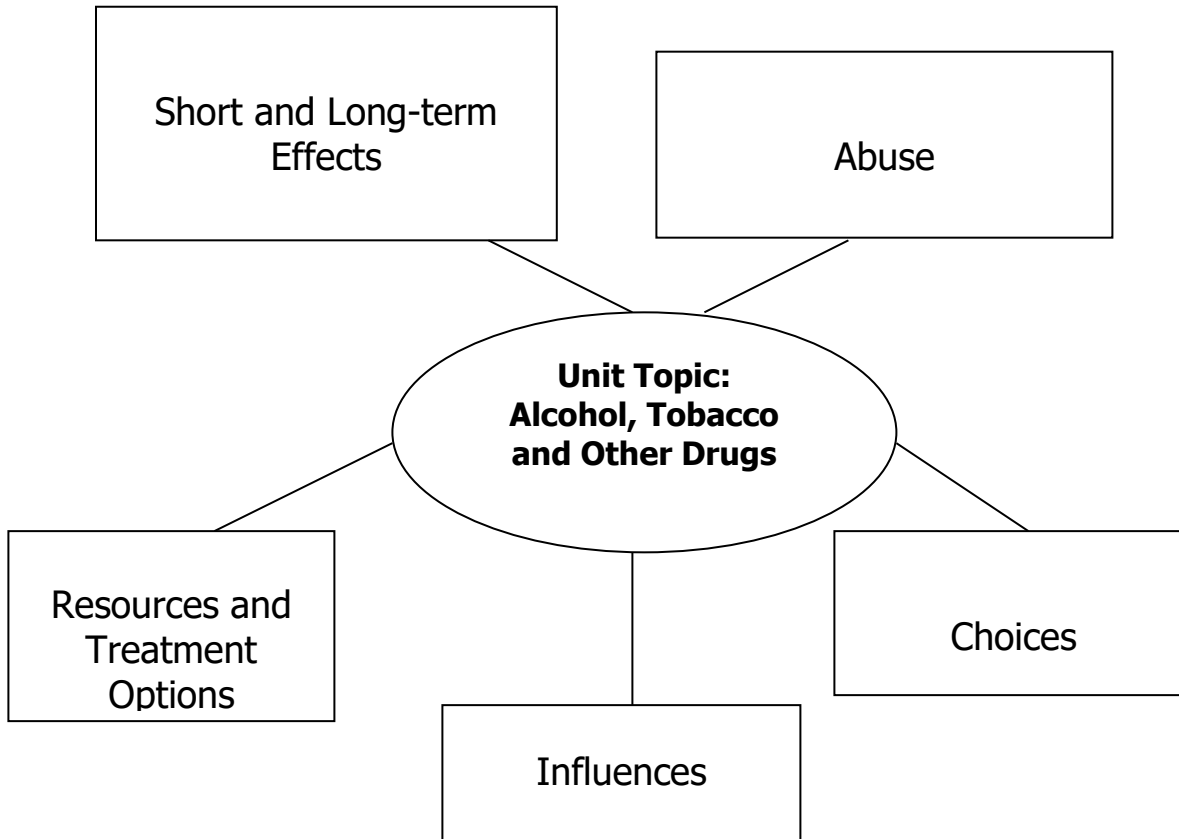 Short and Long-term
Effects
Abuse
Unit Topic:
Alcohol, Tobacco
and Other Drugs
Resources and
Treatment
Options
Choices
Influences